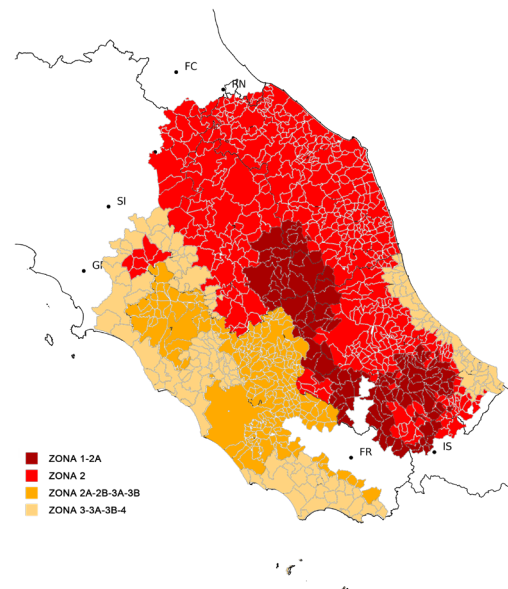 FC
RN
SI
GI
FR
IS
ZONA 1-2A
ZONA 2
ZONA 2A-2B-3A-3B
ZONA 3-3A-3B-4